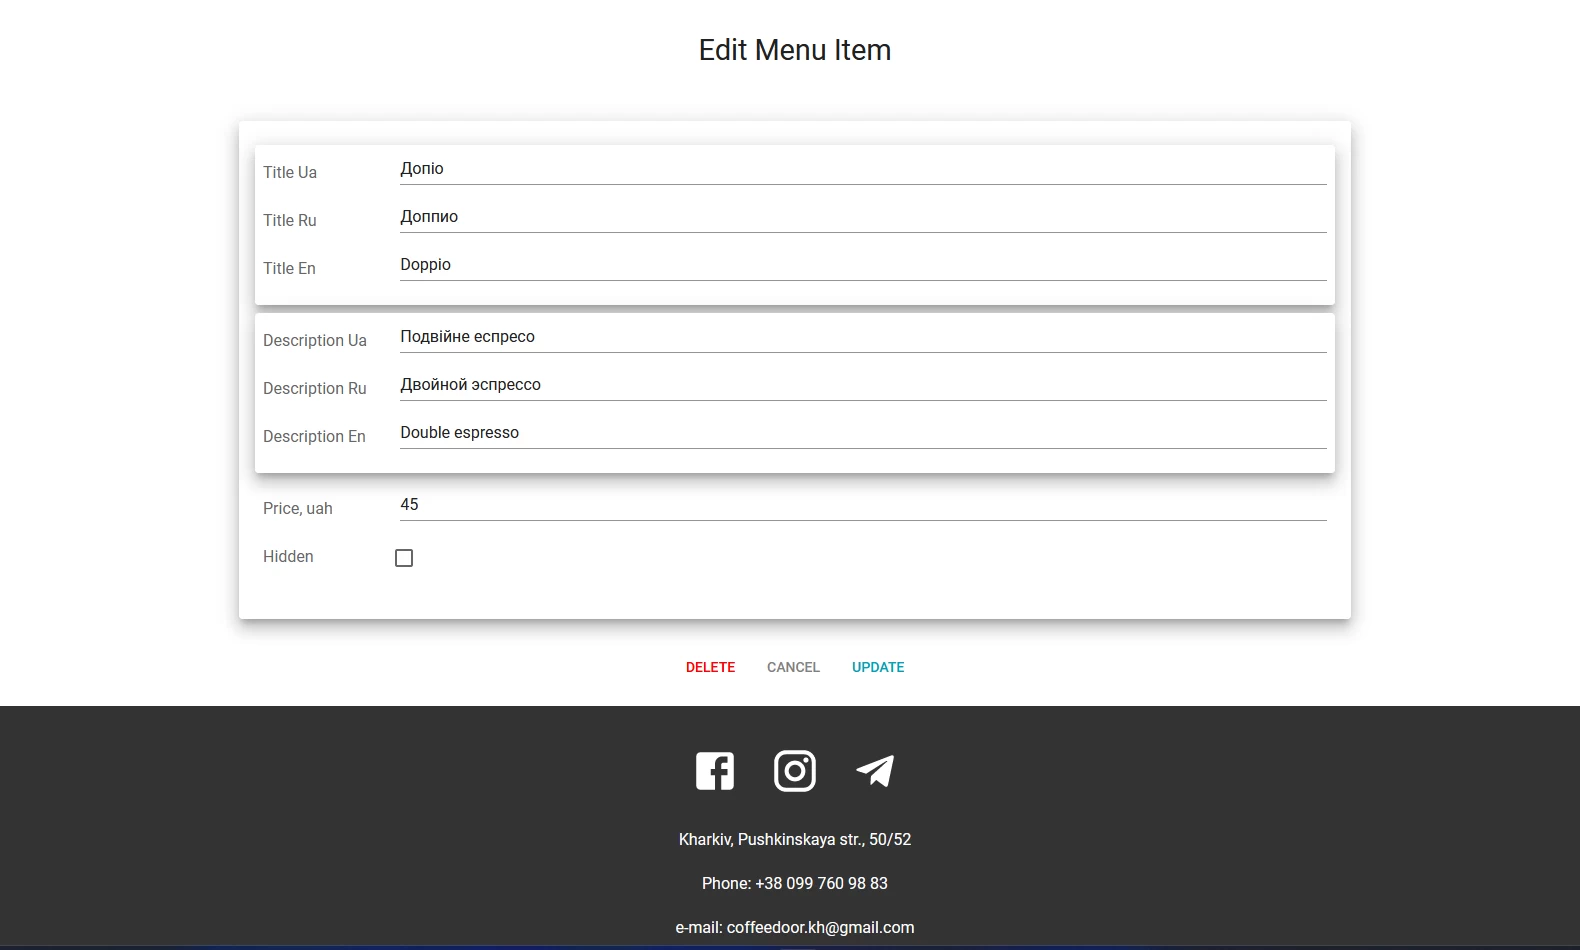 Edit Menu Item
Title Ua Допіо
Title Ru Доппио
Title En Doppio
Description Ua Подвійне еспресо
Description Ru Двойной эспрессо
Description En Double espresso
Price, uah 45
Hidden
DELETE CANCEL UPDATE
Kharkiv, Pushkinskaya str., 50/52
Phone: +38 099 760 98 83
e-mail: coffeedoor.kh@gmail.com